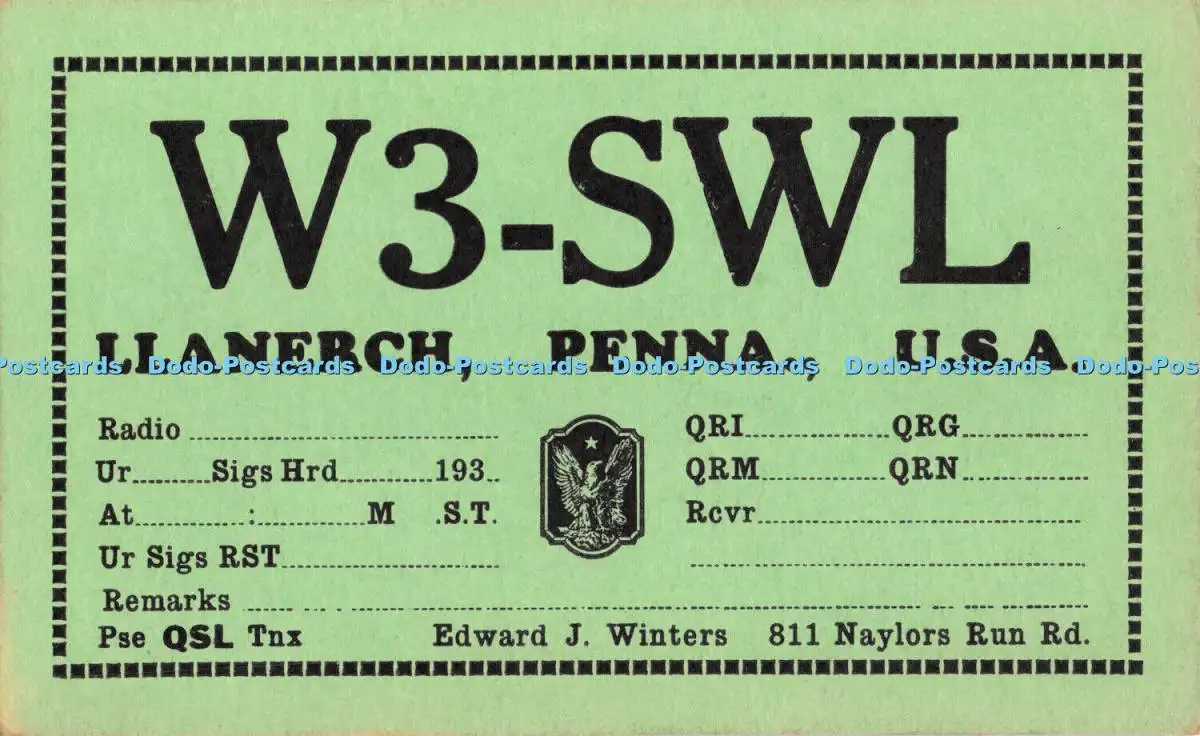 W3-SWL
LLANERCH, PENNA., U.S.A.
Postcards Dodo-Postcards Dodo-Postcards Dodo-Postcards Dodo-Postcards Dodo-Pos
Radio
Ur Sigs Hrd 193
At : M .S.T.
Ur Sigs RST
QRI QRG
QRM QRN
Rcvr
Remarks
Pse QSL Tnx Edward J. Winters 811 Naylors Run Rd.